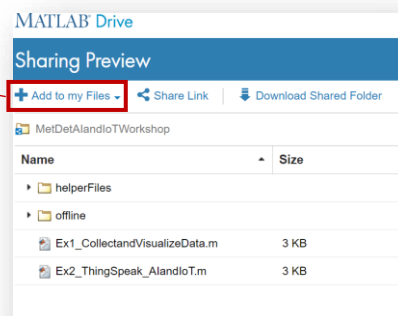 MATLAB Drive
Sharing Preview
Add to my Files Share Link Download Shared Folder
MetDetAIandIoTWorkshop
Name Size
helperFiles
offline
Ex1_CollectandVisualizeData.m 3 KB
Ex2_ThingSpeak_AIandIoT.m 3 KB